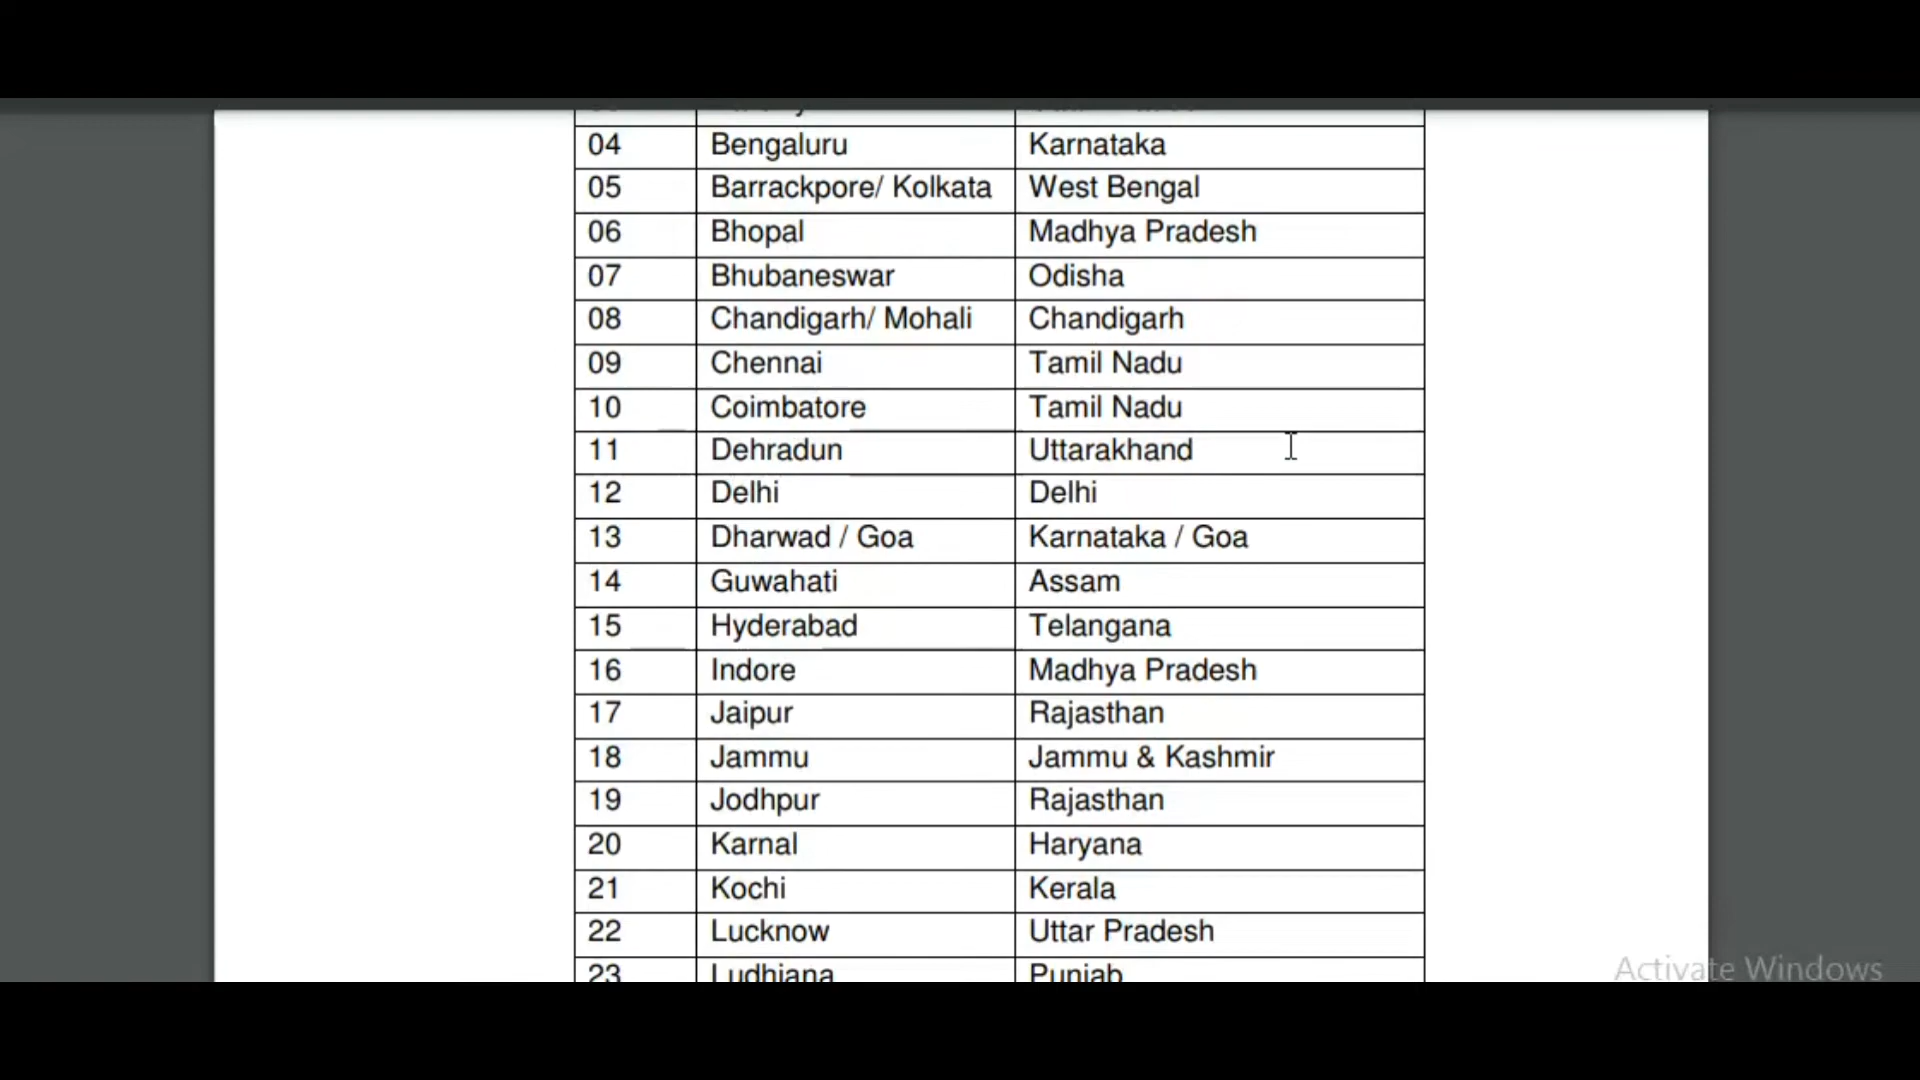 04 Bengaluru Karnataka
05 Barrackpore/ Kolkata West Bengal
06 Bhopal Madhya Pradesh
07 Bhubaneswar Odisha
08 Chandigarh/ Mohali Chandigarh
09 Chennai Tamil Nadu
10 Coimbatore Tamil Nadu
11 Dehradun Uttarakhand
12 Delhi Delhi
13 Dharwad / Goa Karnataka / Goa
14 Guwahati Assam
15 Hyderabad Telangana
16 Indore Madhya Pradesh
17 Jaipur Rajasthan
18 Jammu Jammu & Kashmir
19 Jodhpur Rajasthan
20 Karnal Haryana
21 Kochi Kerala
22 Lucknow Uttar Pradesh
23 Ludhiana Punjab
Activate Windows